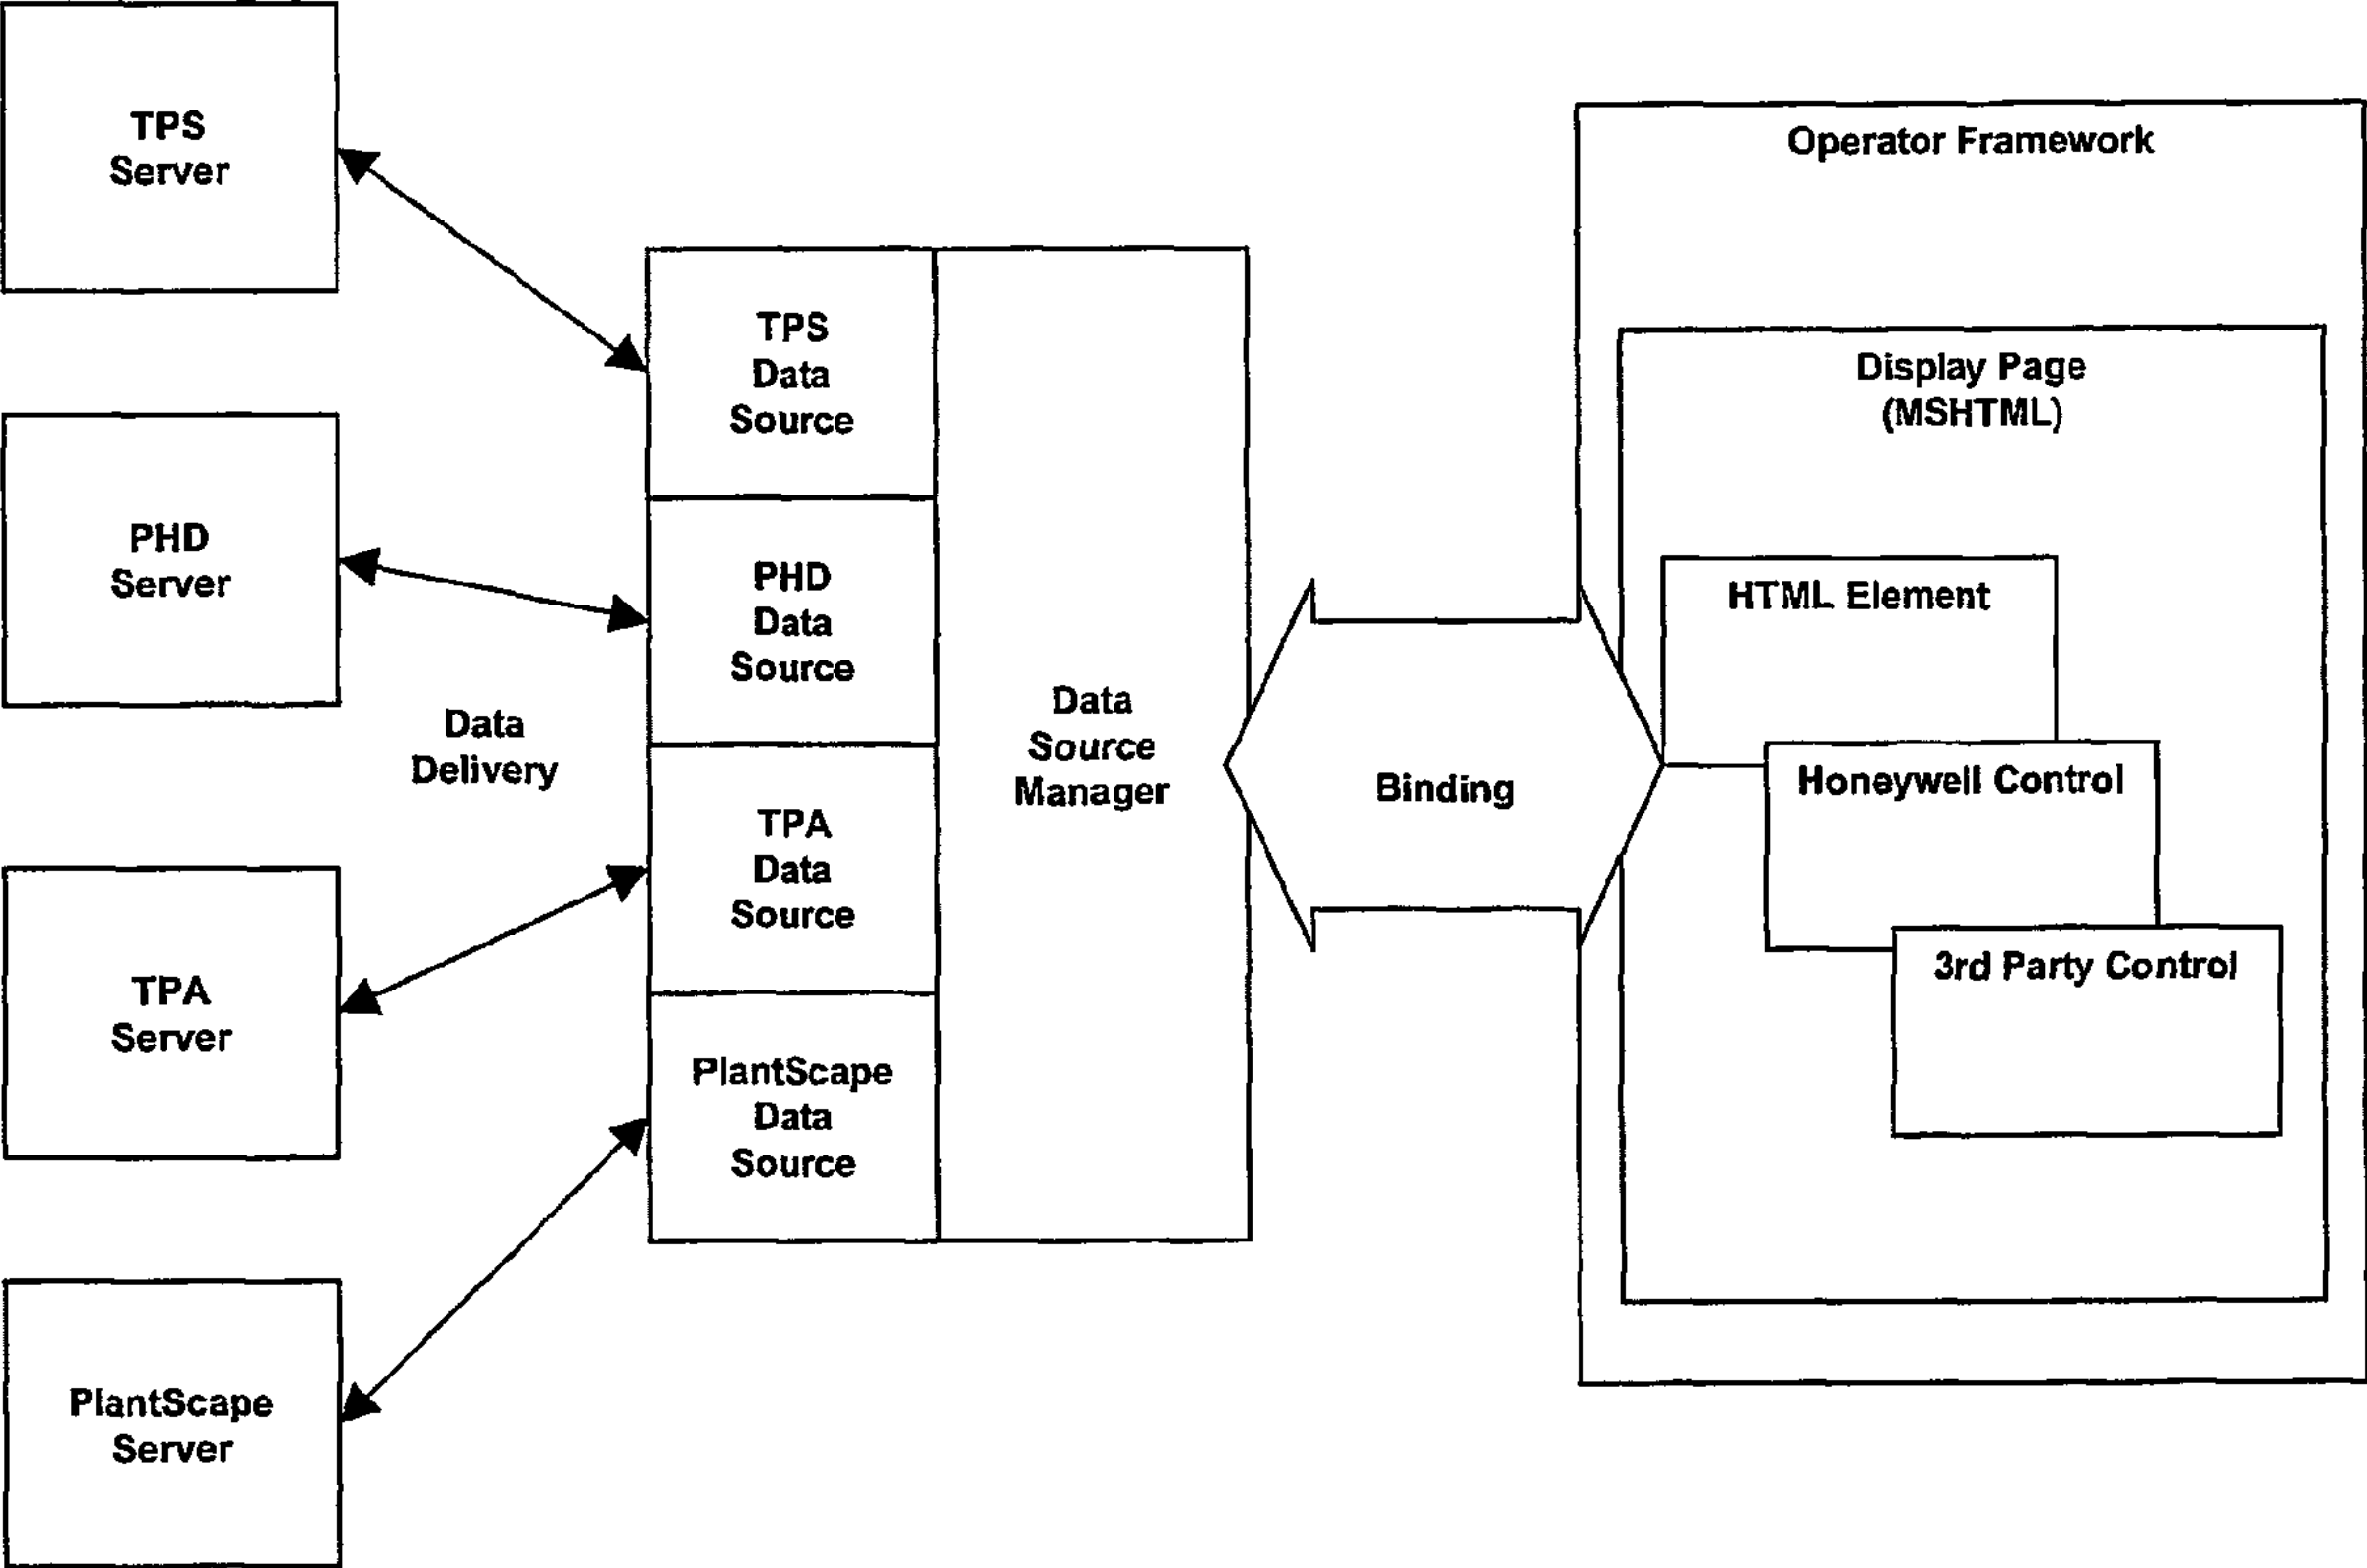 TPS
Server
PHD
Server
Data
Delivery
TPA
Server
PlantScape
Server
TPS
Data
Source
PHD
Data
Source
TPA
Data
Source
PlantScape
Data
Source
Data
Source
Manager
Binding
Operator Framework
Display Page
(MSHTML)
HTML Element
Honeywell Control
3rd Party Control